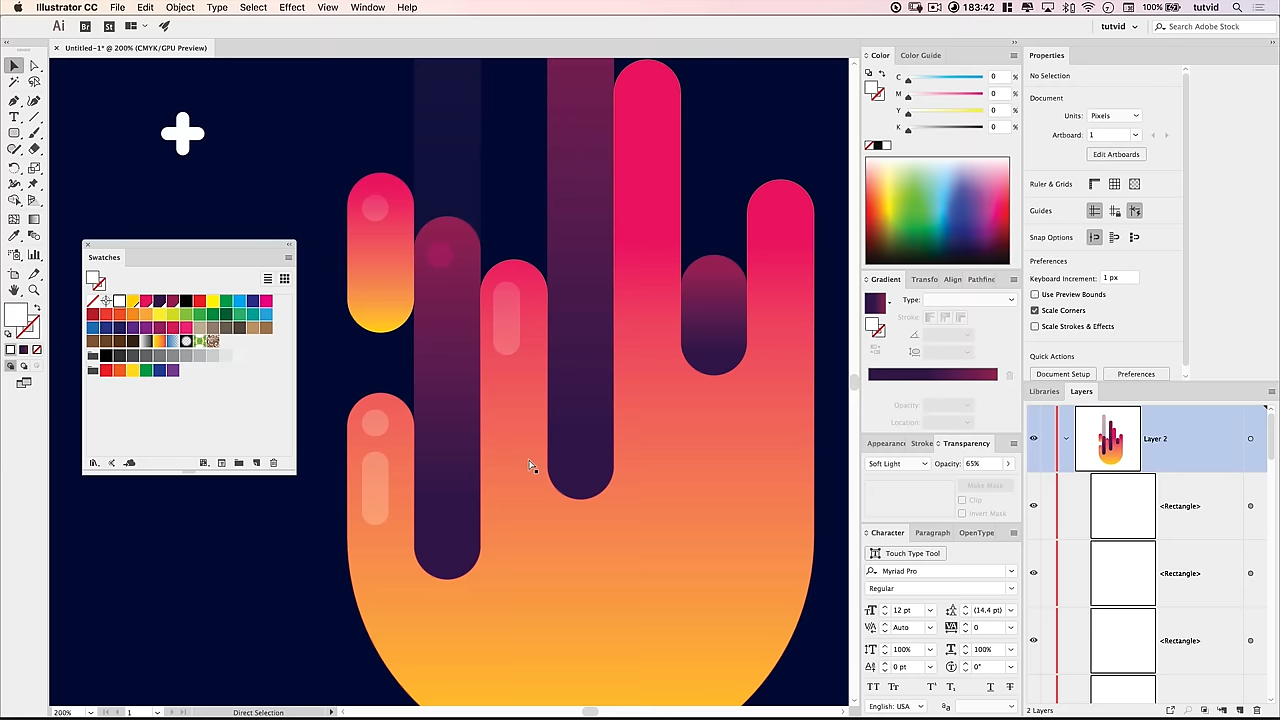 Illustrator CC File Edit Object Type Select Effect View Window Help 183:42 100% tutvid
Ai Br St tutvid Search Adobe Stock
Untitled-1* @ 200% (CMYK/GPU Preview)
Swatches
Color Color Guide
C 0 %
M 0 %
Y 0 %
K 0 %
Gradient Transfo Align Pathfinc
Type:
Stroke:
Opacity:
Location:
Appearance Stroke Transparency
Soft Light Opacity: 65%
Make Mask
Clip
Invert Mask
Character Paragraph OpenType
Touch Type Tool
Myriad Pro
Regular
12 pt (14.4 pt)
Auto 0
100% 100%
0 pt 0°
English: USA
Properties
No Selection
Document
Units: Pixels
Artboard: 1
Edit Artboards
Ruler & Grids
Guides
Snap Options
Preferences
Keyboard Increment: 1 px
Use Preview Bounds
Scale Corners
Scale Strokes & Effects
Quick Actions
Document Setup Preferences
Libraries Layers
Layer 2
<Rectangle>
<Rectangle>
<Rectangle>
2 Layers
200% 1 Direct Selection